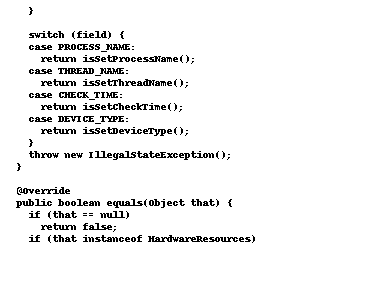 }
switch (field) {
case PROCESS_NAME:
return isSetProcessName();
case THREAD_NAME:
return isSetThreadName();
case CHECK_TIME:
return isSetCheckTime();
case DEVICE_TYPE:
return isSetDeviceType();
}
throw new IllegalStateException();
}
@Override
public boolean equals(Object that) {
if (that == null)
return false;
if (that instanceof HardwareResources)